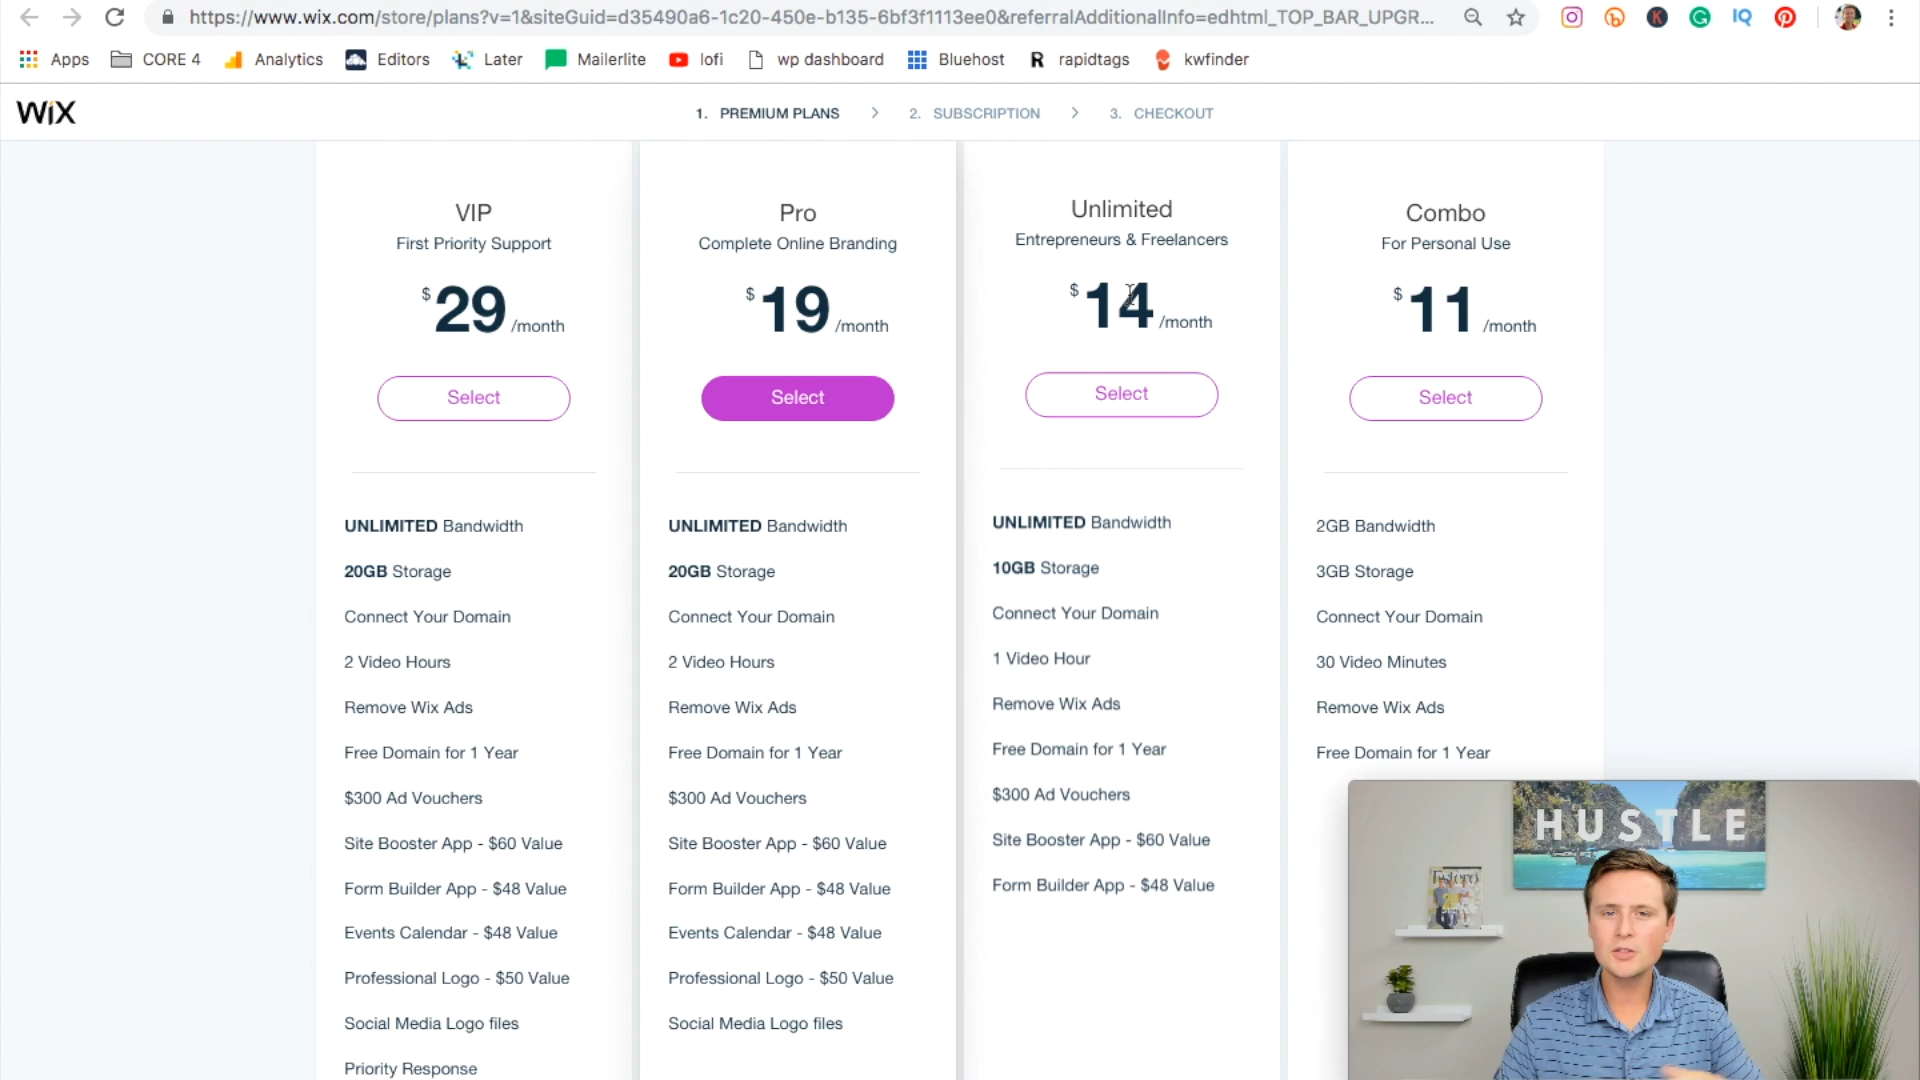 https://www.wix.com/store/plans?v=1&siteGuid=d35490a6-1c20-450e-b135-6bf3f1113ee0&referralAdditionalInfo=edhtml_TOP_BAR_UPGR...
Apps CORE 4 Analytics Editors Later Mailerlite lofi wp dashboard Bluehost R rapidtags kwfinder
WiX 1. PREMIUM PLANS > 2. SUBSCRIPTION > 3. CHECKOUT
VIP
First Priority Support
$29/month
Select
UNLIMITED Bandwidth
20GB Storage
Connect Your Domain
2 Video Hours
Remove Wix Ads
Free Domain for 1 Year
$300 Ad Vouchers
Site Booster App - $60 Value
Form Builder App - $48 Value
Events Calendar - $48 Value
Professional Logo - $50 Value
Social Media Logo files
Priority Response
Pro
Complete Online Branding
$19/month
Select
UNLIMITED Bandwidth
20GB Storage
Connect Your Domain
2 Video Hours
Remove Wix Ads
Free Domain for 1 Year
$300 Ad Vouchers
Site Booster App - $60 Value
Form Builder App - $48 Value
Events Calendar - $48 Value
Professional Logo - $50 Value
Social Media Logo files
Unlimited
Entrepreneurs & Freelancers
$14/month
Select
UNLIMITED Bandwidth
10GB Storage
Connect Your Domain
1 Video Hour
Remove Wix Ads
Free Domain for 1 Year
$300 Ad Vouchers
Site Booster App - $60 Value
Form Builder App - $48 Value
Combo
For Personal Use
$11/month
Select
2GB Bandwidth
3GB Storage
Connect Your Domain
30 Video Minutes
Remove Wix Ads
Free Domain for 1 Year
HUSTLE